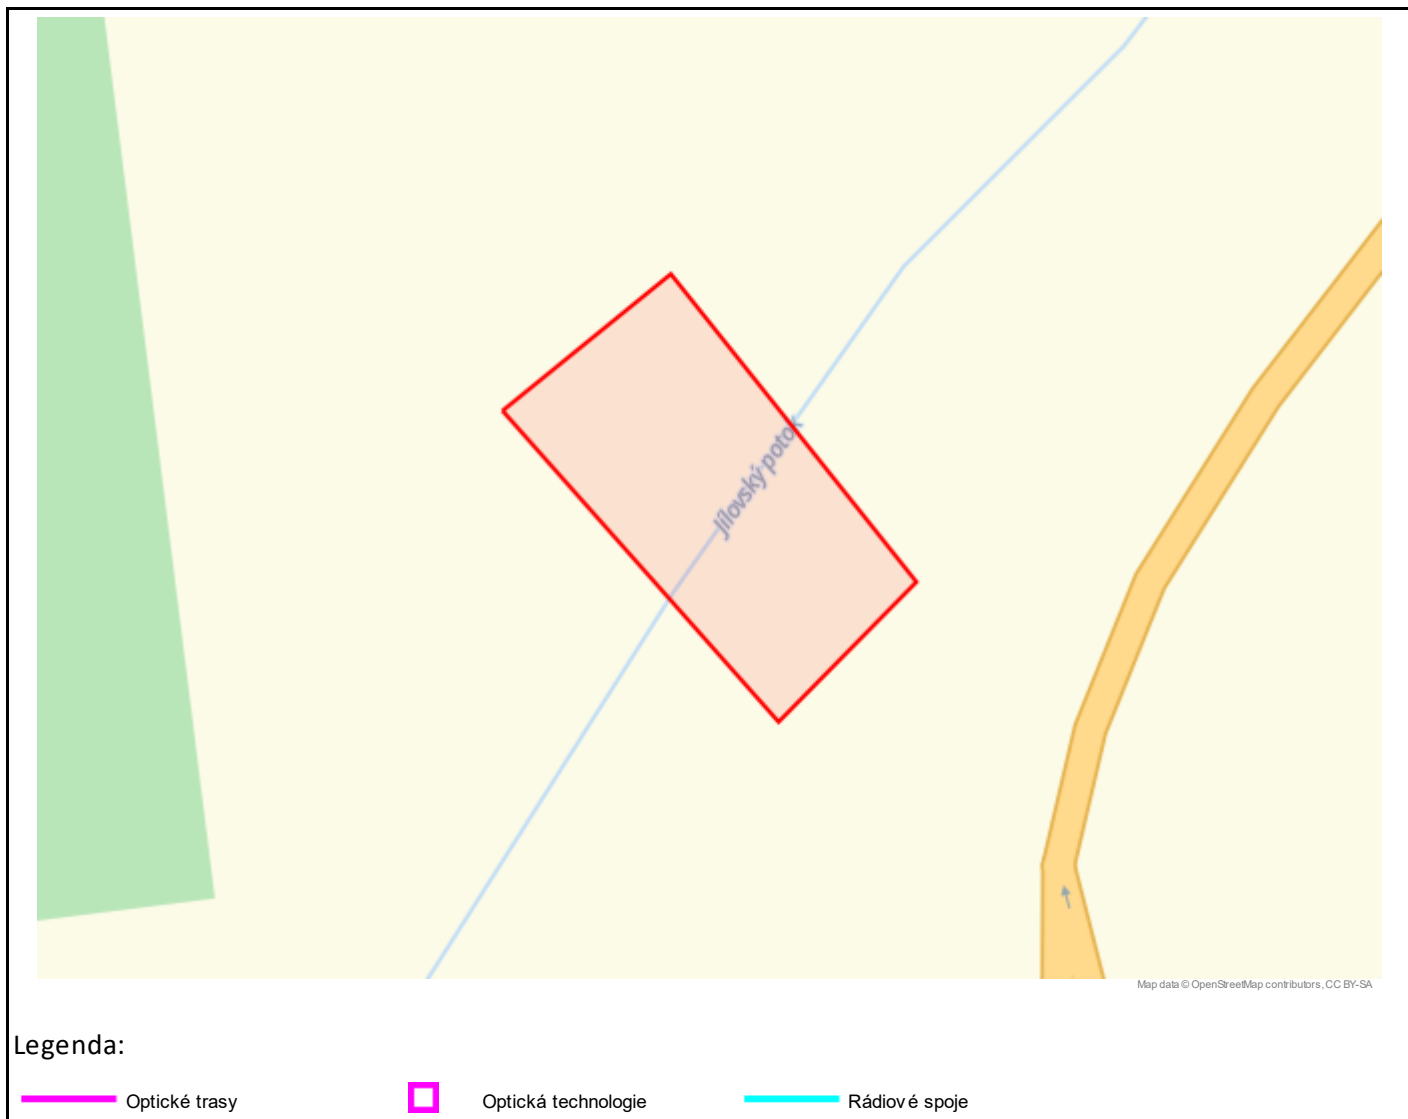 Jílovský potok
Map data © OpenStreetMap contributors, CC BY-SA
Legenda:
Optické trasy
Optická technologie
Rádiové spoje